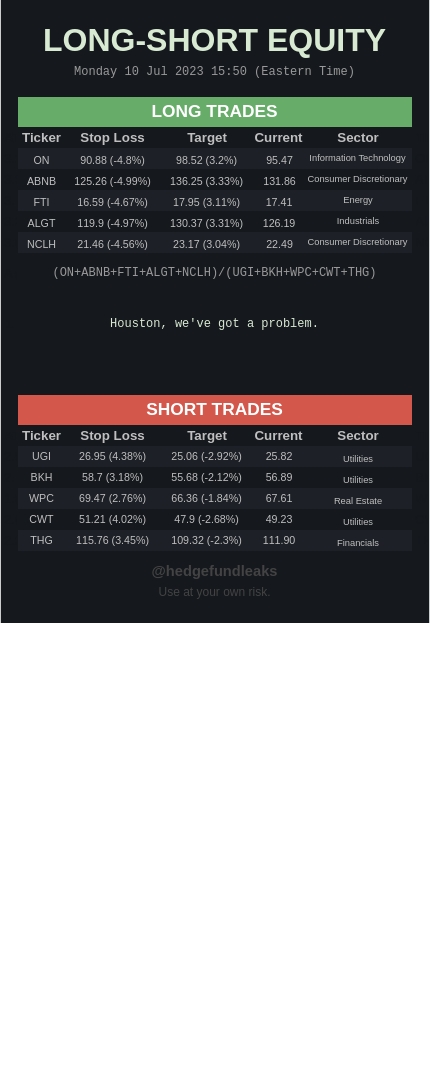 LONG-SHORT EQUITY
Monday 10 Jul 2023 15:50 (Eastern Time)
LONG TRADES
Ticker Stop Loss Target Current Sector
ON 90.88 (-4.8%) 98.52 (3.2%) 95.47 Information Technology
ABNB 125.26 (-4.99%) 136.25 (3.33%) 131.86 Consumer Discretionary
FTI 16.59 (-4.67%) 17.95 (3.11%) 17.41 Energy
ALGT 119.9 (-4.97%) 130.37 (3.31%) 126.19 Industrials
NCLH 21.46 (-4.56%) 23.17 (3.04%) 22.49 Consumer Discretionary
(ON+ABNB+FTI+ALGT+NCLH)/(UGI+BKH+WPC+CWT+THG)
Houston, we've got a problem.
SHORT TRADES
Ticker Stop Loss Target Current Sector
UGI 26.95 (4.38%) 25.06 (-2.92%) 25.82 Utilities
BKH 58.7 (3.18%) 55.68 (-2.12%) 56.89 Utilities
WPC 69.47 (2.76%) 66.36 (-1.84%) 67.61 Real Estate
CWT 51.21 (4.02%) 47.9 (-2.68%) 49.23 Utilities
THG 115.76 (3.45%) 109.32 (-2.3%) 111.90 Financials
@hedgefundleaks
Use at your own risk.